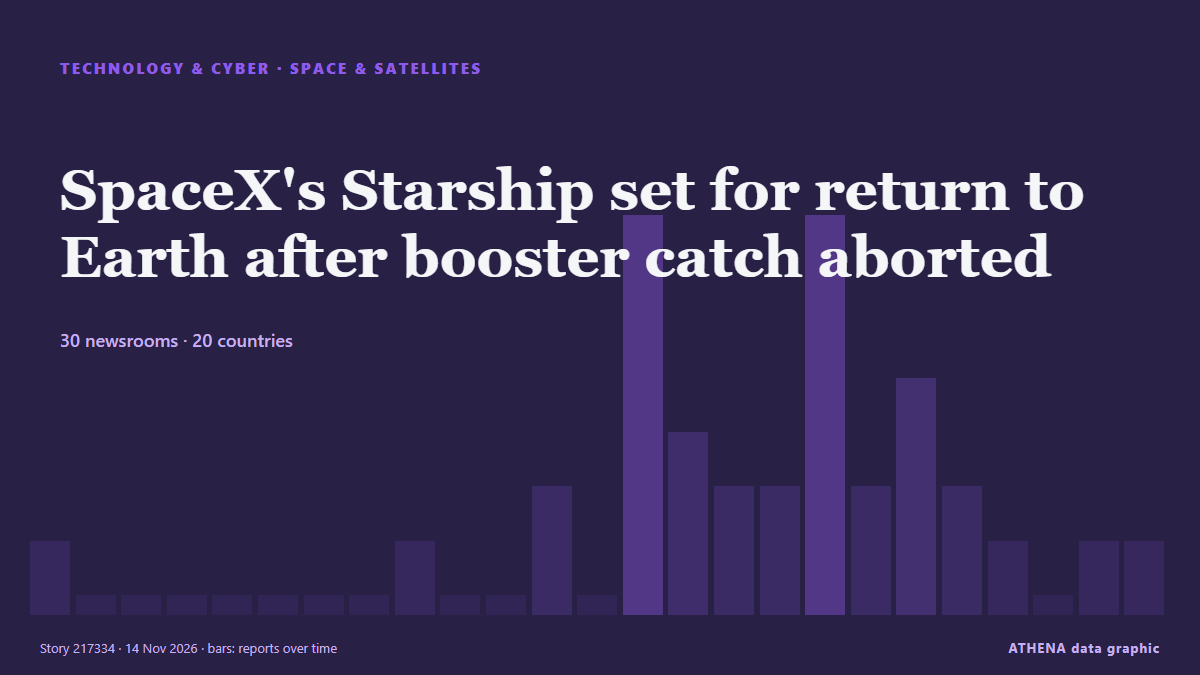 TECHNOLOGY & CYBER · SPACE & SATELLITES
SpaceX's Starship set for return to
Earth after booster catch aborted
30 newsrooms · 20 countries
Story 217334 · 14 Nov 2026 · bars: reports over time
ATHENA data graphic